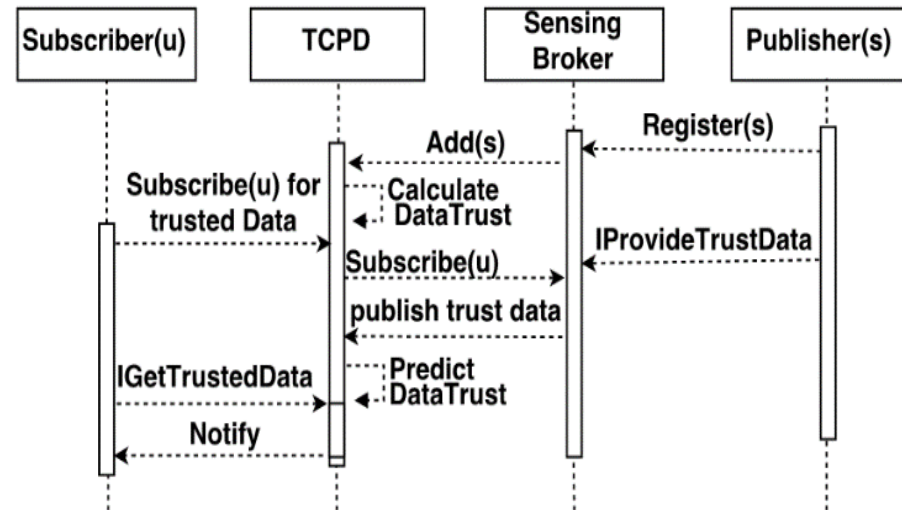 Subscriber(u)
TCPD
Sensing
Broker
Publisher(s)
Register(s)
Add(s)
Calculate
DataTrust
Subscribe(u) for
trusted Data
IProvideTrustData
Subscribe(u)
publish trust data
Predict
DataTrust
IGetTrustedData
Notify